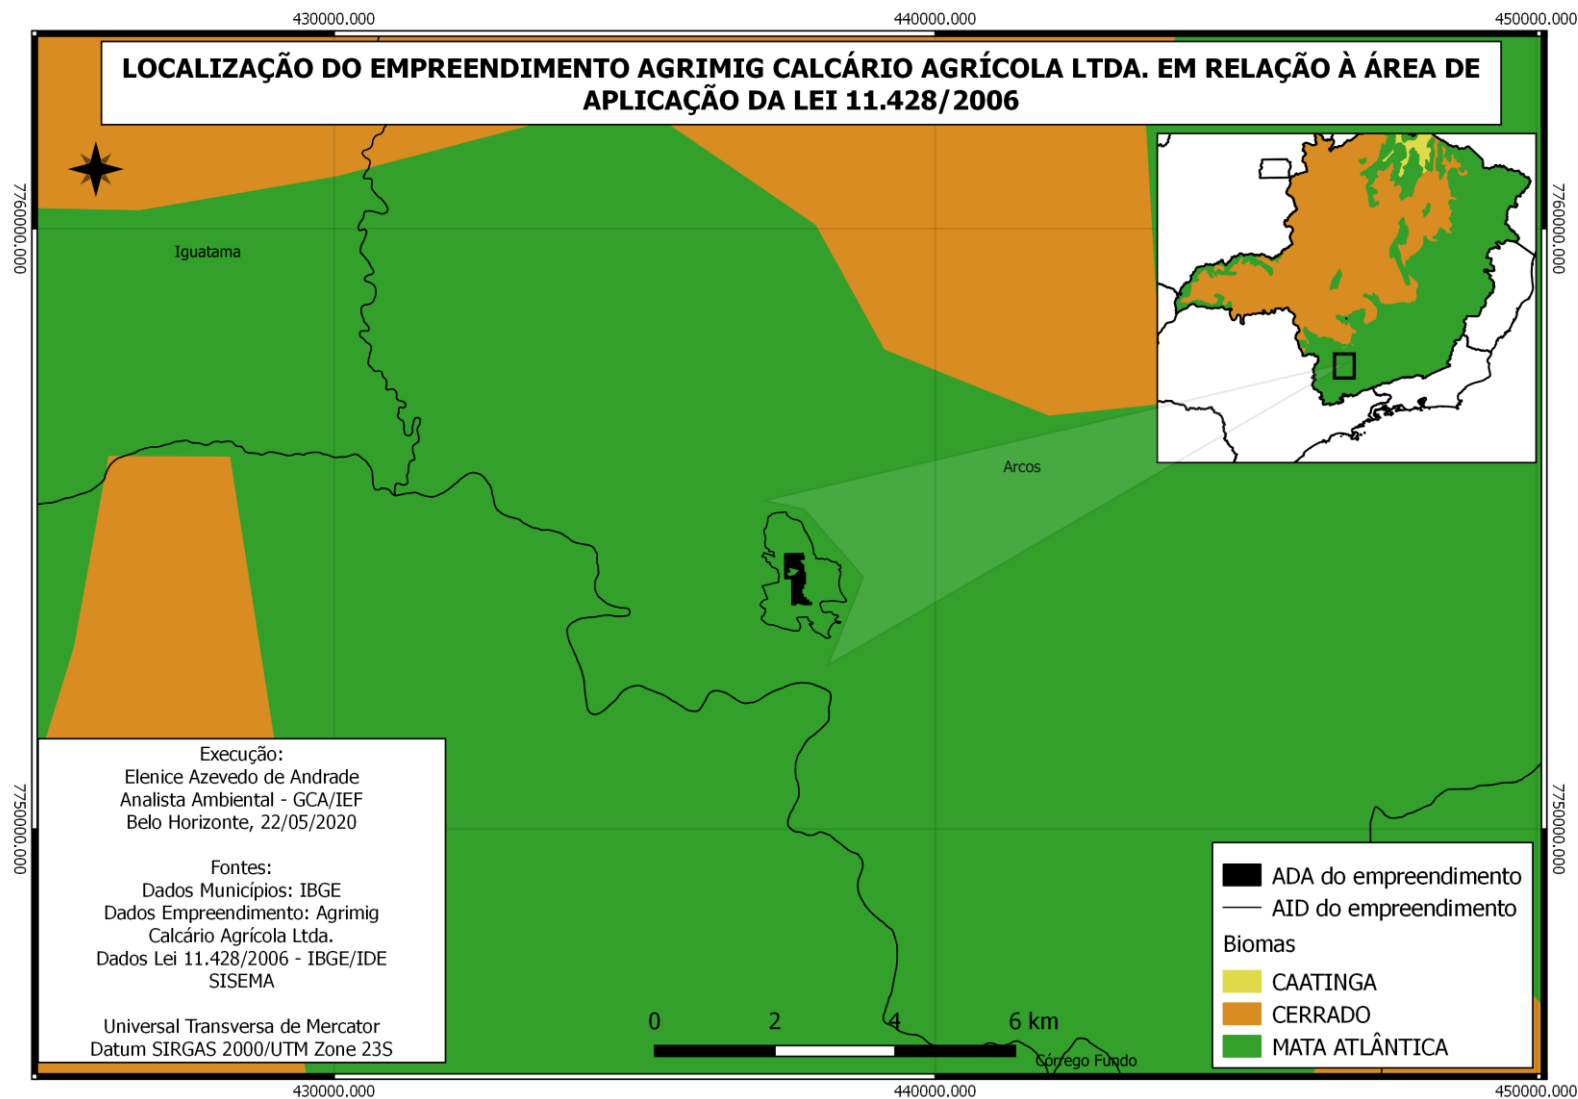 430000.000
440000.000
450000.000
LOCALIZAÇÃO DO EMPREENDIMENTO AGRIMIG CALCÁRIO AGRÍCOLA LTDA. EM RELAÇÃO À ÁREA DE
APLICAÇÃO DA LEI 11.428/2006
7760000.000
7760000.000
Iguatama
Arcos
Execução:
Elenice Azevedo de Andrade
Analista Ambiental - GCA/IEF
Belo Horizonte, 22/05/2020
Fontes:
Dados Municípios: IBGE
Dados Empreendimento: Agrimig
Calcário Agrícola Ltda.
Dados Lei 11.428/2006 - IBGE/IDE
SISEMA
Universal Transversa de Mercator
Datum SIRGAS 2000/UTM Zone 23S
7750000.000
7750000.000
0 2 4 6 km
Córrego Fundo
ADA do empreendimento
AID do empreendimento
Biomas
CAATINGA
CERRADO
MATA ATLÂNTICA
430000.000
440000.000
450000.000